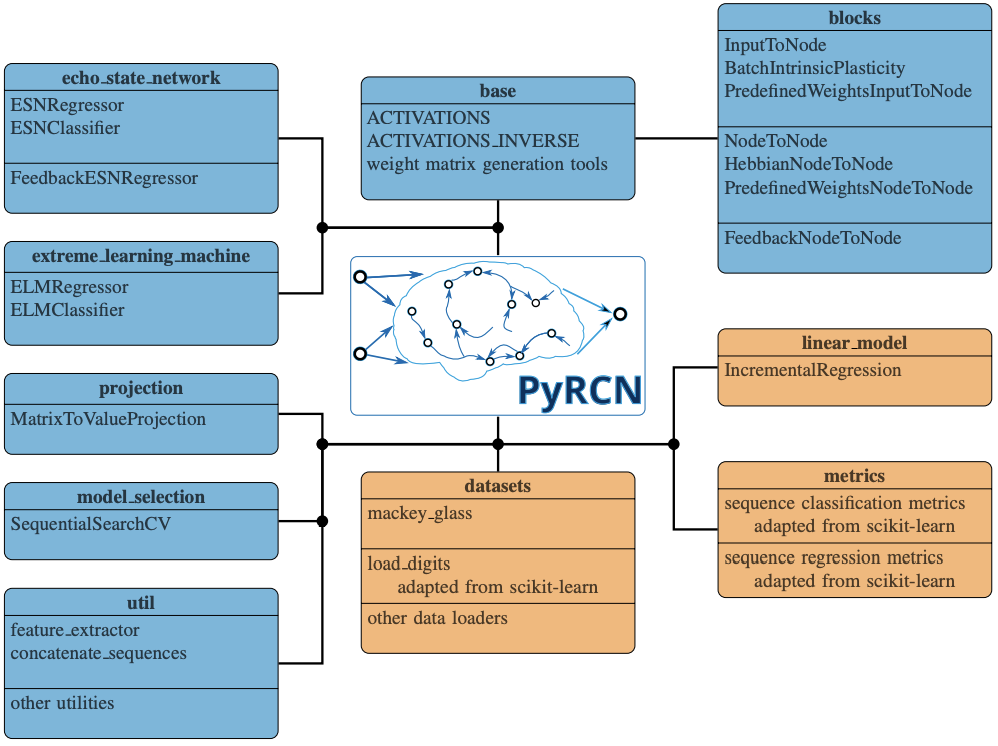 echo_state_network
ESNRegressor
ESNClassifier
FeedbackESNRegressor
extreme_learning_machine
ELMRegressor
ELMClassifier
projection
MatrixToValueProjection
model_selection
SequentialSearchCV
util
feature_extractor
concatenate_sequences
other utilities
base
ACTIVATIONS
ACTIVATIONS_INVERSE
weight matrix generation tools
PyRCN
datasets
mackey_glass
load_digits
adapted from scikit-learn
other data loaders
blocks
InputToNode
BatchIntrinsicPlasticity
PredefinedWeightsInputToNode
NodeToNode
HebbianNodeToNode
PredefinedWeightsNodeToNode
FeedbackNodeToNode
linear_model
IncrementalRegression
metrics
sequence classification metrics
adapted from scikit-learn
sequence regression metrics
adapted from scikit-learn